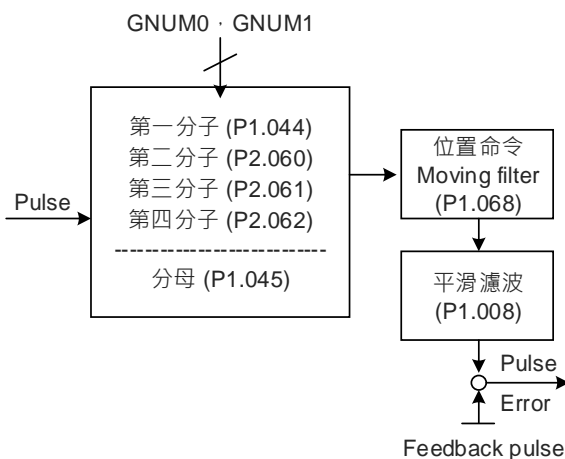 GNUM0，GNUM1
Pulse
第一分子 (P1.044)
第二分子 (P2.060)
第三分子 (P2.061)
第四分子 (P2.062)
分母 (P1.045)
位置命令
Moving filter
(P1.068)
平滑濾波
(P1.008)
Pulse
Error
Feedback pulse